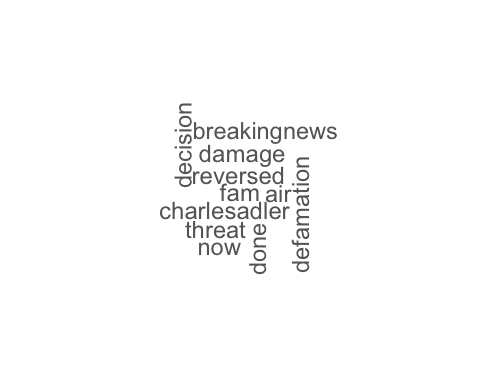 decision
breakingnews
damage
reversed
fam
air
defamation
charlesadler
threat
done
now